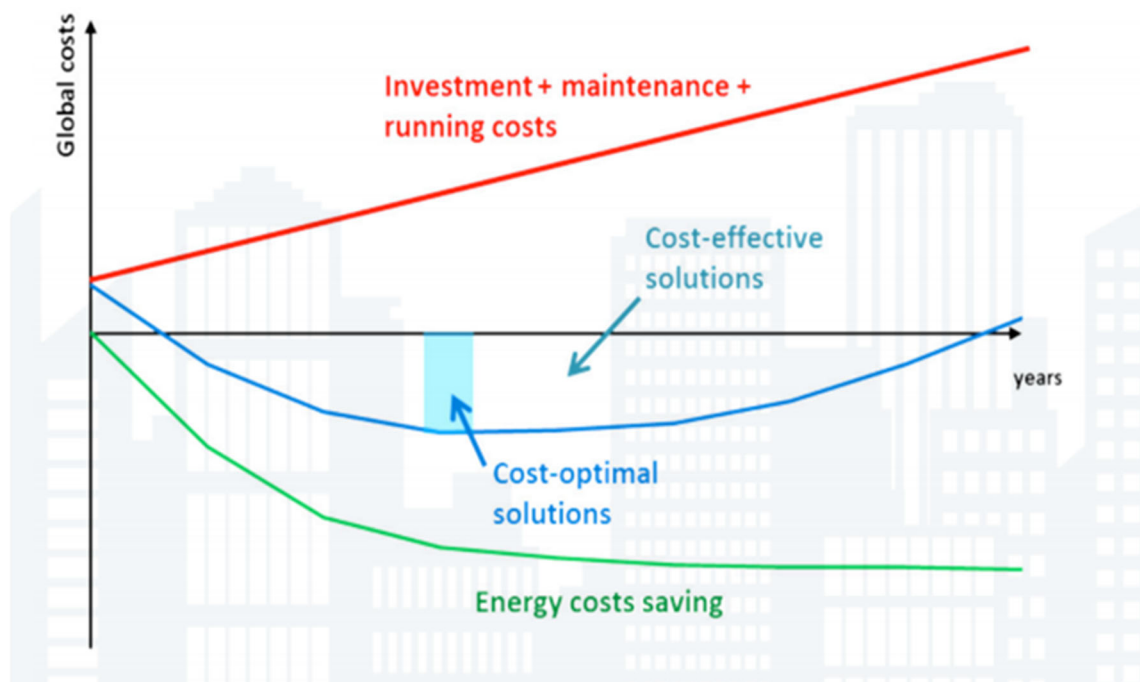 Global costs
Investment + maintenance +
running costs
Cost-effective
solutions
years
Cost-optimal
solutions
Energy costs saving